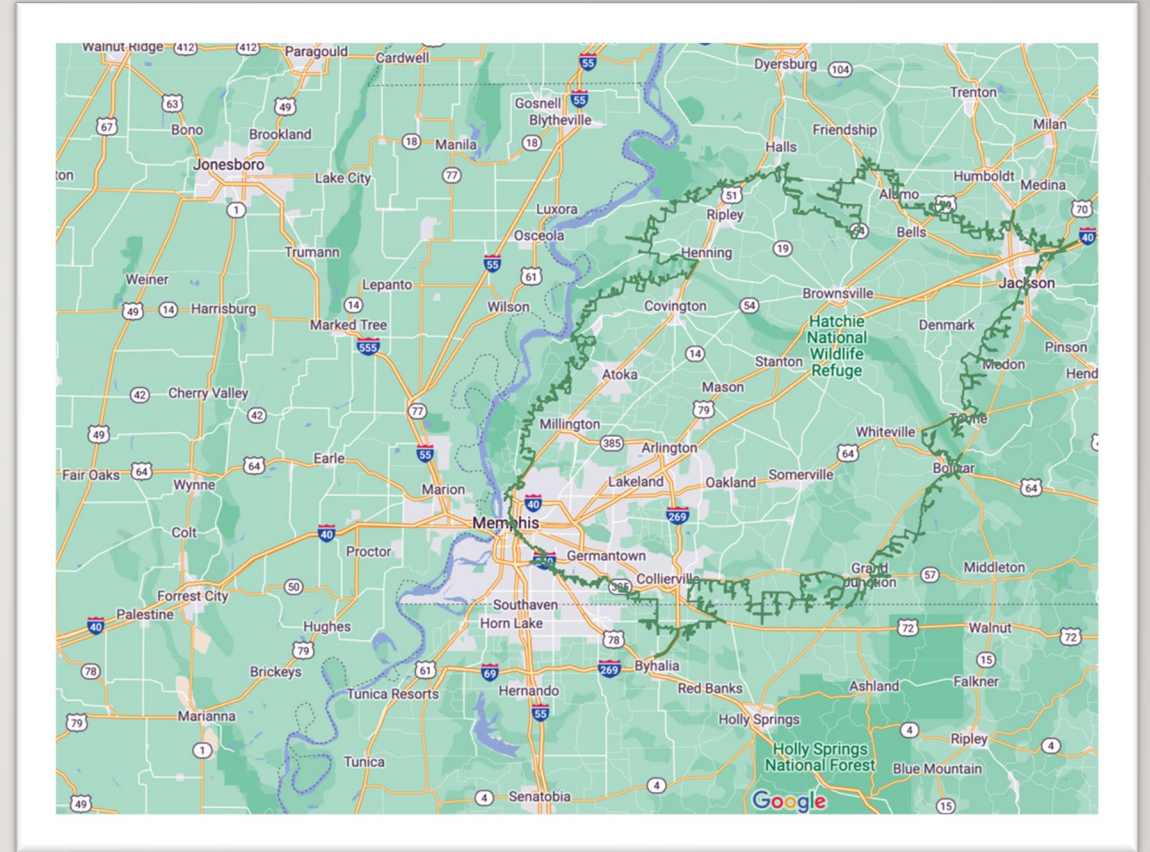 Walnut Ridge
412
412
Paragould
Cardwell
55
Dyersburg
104
Trenton
63
49
Gosnell
55
Blytheville
67
Bono
Brookland
18
Manila
18
Friendship
Milan
Halls
Jonesboro
Lake City
77
Humboldt
Medina
ton
51
Alamo
1
Luxora
Ripley
70
Osceola
Bells
40
Trumann
55
Henning
19
61
Weiner
Lepanto
Jackson
49
14
Harrisburg
14
Wilson
Covington
54
Brownsville
Marked Tree
Hatchie
National
Wildlife
Refuge
Denmark
555
14
Stanton
Pinson
Medon
Hend
42
Cherry Valley
Atoka
Mason
42
77
79
Toone
49
Millington
385
Whiteville
Fair Oaks
64
64
Earle
55
Arlington
64
Bolivar
Wynne
Marion
Lakeland
Oakland
Somerville
64
40
269
Memphis
Colt
40
Proctor
Germantown
Grand
Junction
57
Middleton
50
Collierville
385
Forrest City
Palestine
Southaven
40
Hughes
Horn Lake
78
72
Walnut
72
79
78
Brickeys
61
69
269
Byhalia
15
Tunica Resorts
Hernando
Red Banks
Ashland
Falkner
79
Marianna
55
Holly Springs
4
Ripley
4
1
Tunica
Holly Springs
National Forest
Blue Mountain
4
49
4
Senatobia
Google
15